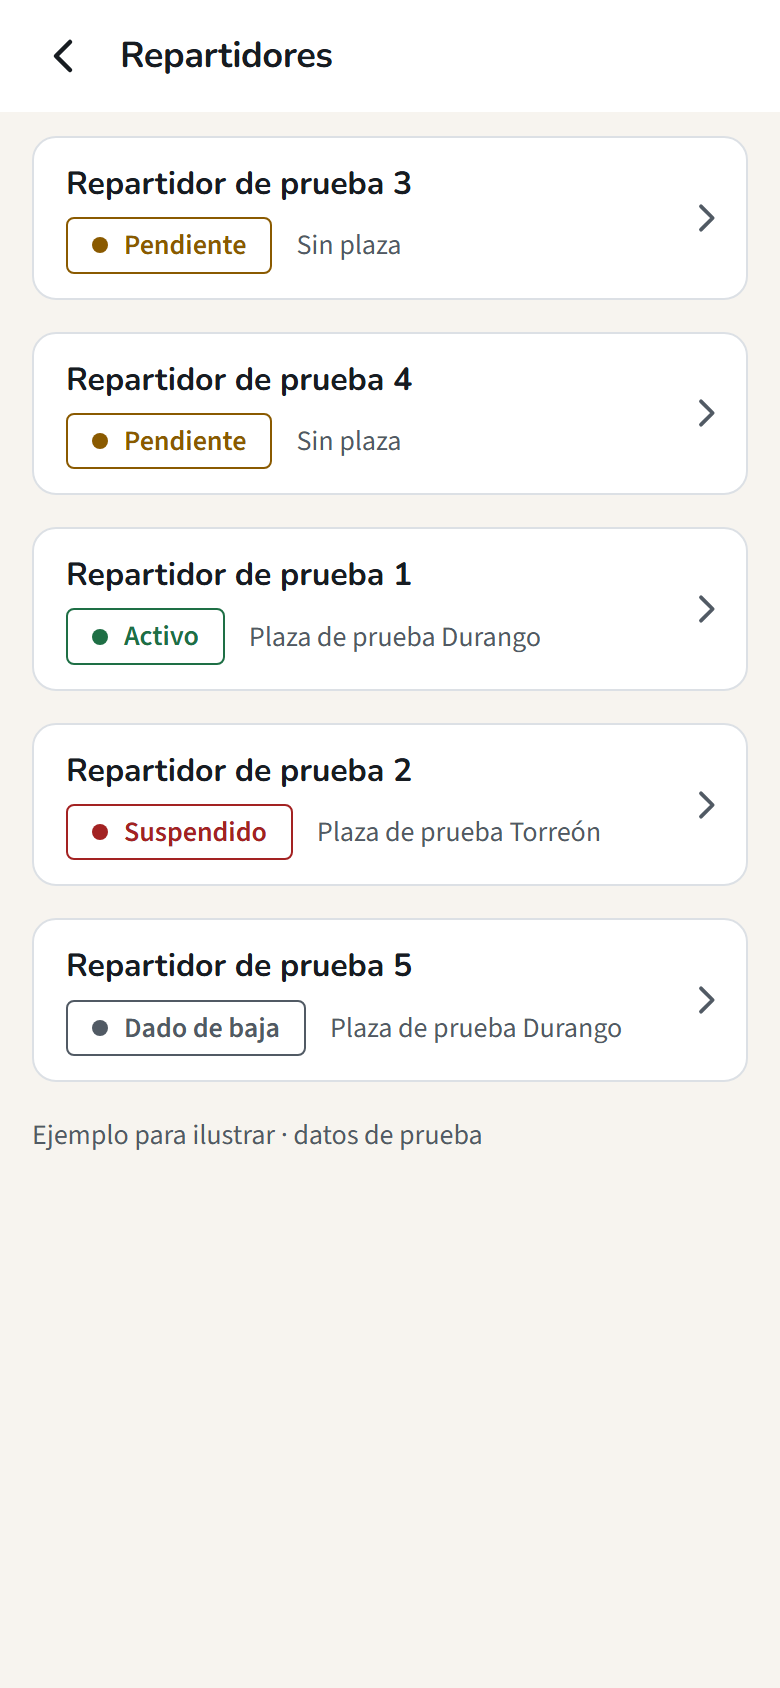 Repartidores
Repartidor de prueba 3
Pendiente Sin plaza
Repartidor de prueba 4
Pendiente Sin plaza
Repartidor de prueba 1
Activo Plaza de prueba Durango
Repartidor de prueba 2
Suspendido Plaza de prueba Torreón
Repartidor de prueba 5
Dado de baja Plaza de prueba Durango
Ejemplo para ilustrar · datos de prueba